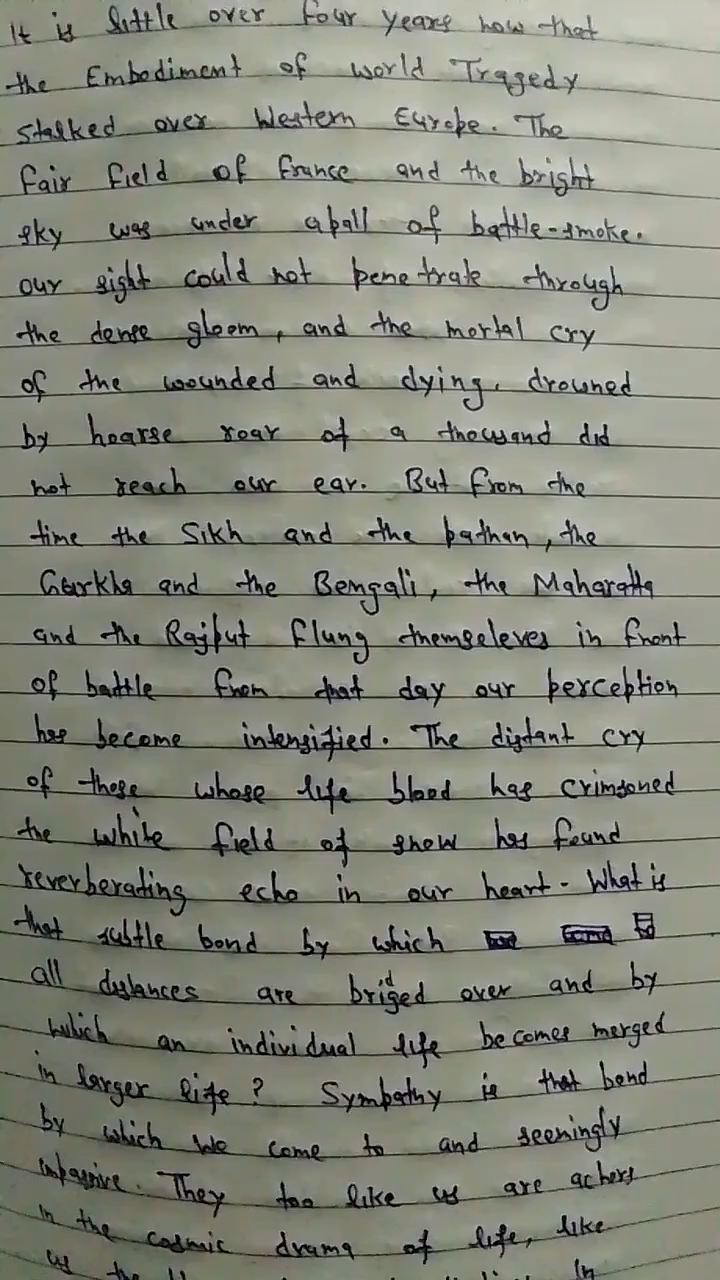 It is little over four years now that
the Embodiment of world Tragedy
stalked over Western Europe. The
fair field of france and the bright
sky was under a pall of battle-smoke.
our sight could not penetrate through
the dense gloom, and the mortal cry
of the wounded and dying, drowned
by hoarse roar of a thousand did
not reach our ear. But from the
time the Sikh and the pathan, the
Gurkha and the Bengali, the Maharatta
and the Rajput flung themseleves in front
of battle from that day our perception
has become intensified. The distant cry
of those whose life blood has crimsoned
the white field of snow has found
reverberating echo in our heart. What is
that subtle bond by which
all distances are bridged over and by
which an individual life becomes merged
in larger life? Sympathy is that bond
by which we come to and seemingly
impassive. They too like us are achers
in the cosmic drama of life, like
us the